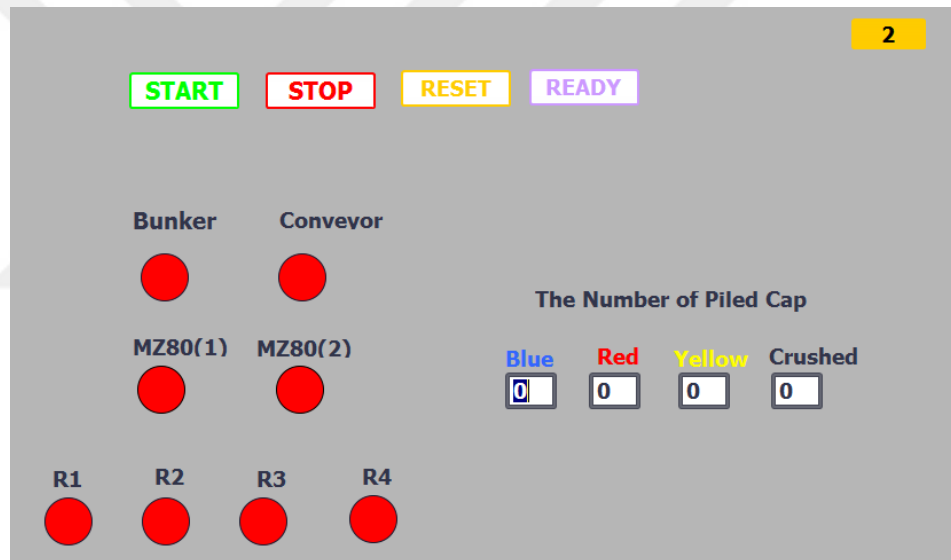 2
START STOP RESET READY
Bunker Conveyor
The Number of Piled Cap
MZ80(1) MZ80(2)
Blue Red Yellow Crushed
0 0 0 0
R1 R2 R3 R4